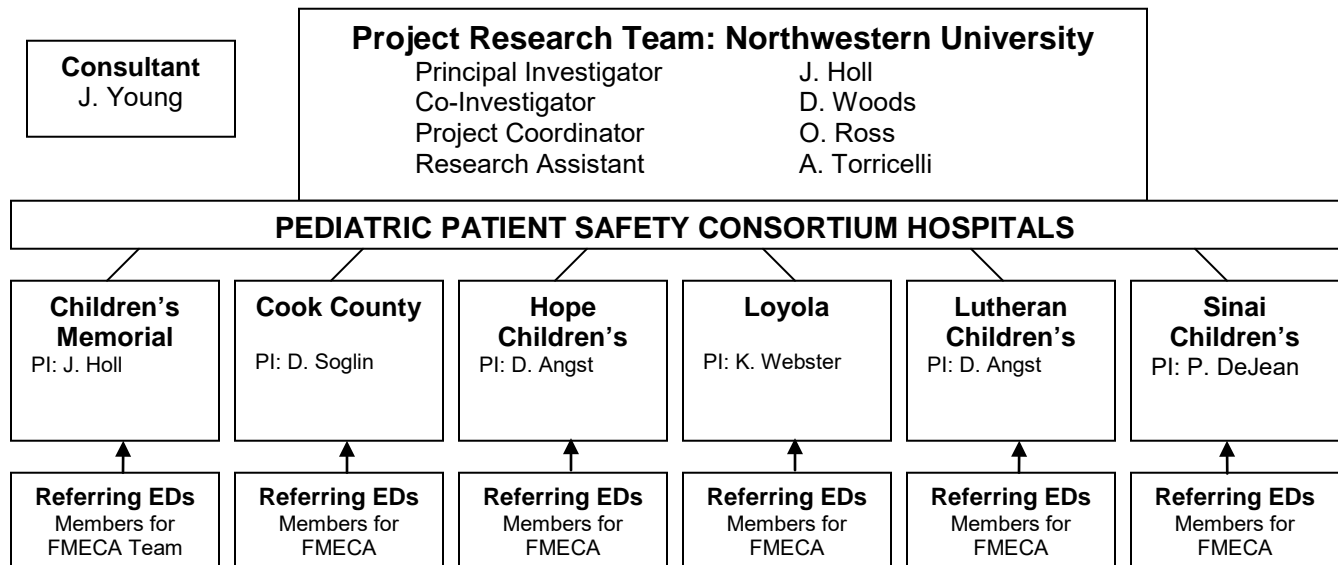 Project Research Team: Northwestern University
Consultant
J. Young
Principal Investigator J. Holl
Co-Investigator D. Woods
Project Coordinator O. Ross
Research Assistant A. Torricelli
PEDIATRIC PATIENT SAFETY CONSORTIUM HOSPITALS
Children's
Memorial
PI: J. Holl
Cook County
PI: D. Soglin
Hope
Children's
PI: D. Angst
Loyola
PI: K. Webster
Lutheran
Children's
PI: D. Angst
Sinai
Children's
PI: P. DeJean
Referring EDs
Members for
FMECA Team
Referring EDs
Members for
FMECA
Referring EDs
Members for
FMECA
Referring EDs
Members for
FMECA
Referring EDs
Members for
FMECA
Referring EDs
Members for
FMECA